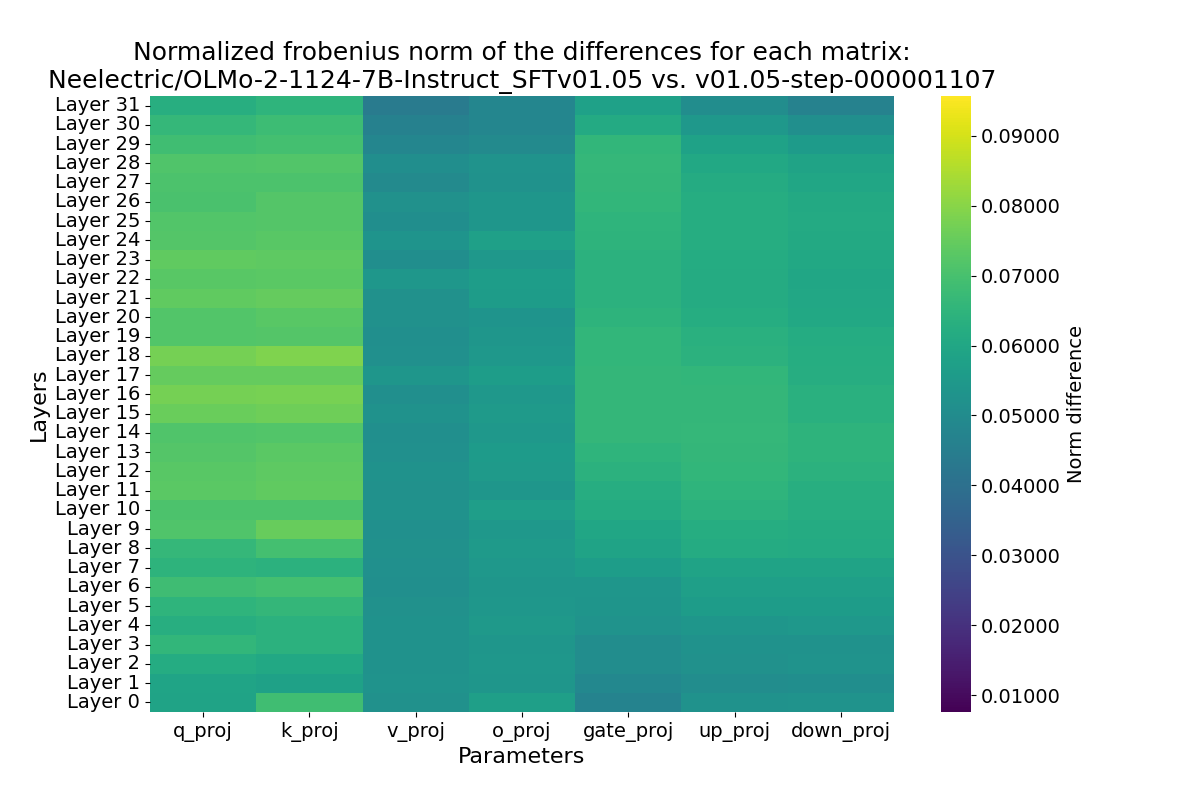 Normalized frobenius norm of the differences for each matrix:
Neelectric/OLMo-2-1124-7B-Instruct_SFTv01.05 vs. v01.05-step-000001107
Layers
Layer 31
Layer 30
Layer 29
Layer 28
Layer 27
Layer 26
Layer 25
Layer 24
Layer 23
Layer 22
Layer 21
Layer 20
Layer 19
Layer 18
Layer 17
Layer 16
Layer 15
Layer 14
Layer 13
Layer 12
Layer 11
Layer 10
Layer 9
Layer 8
Layer 7
Layer 6
Layer 5
Layer 4
Layer 3
Layer 2
Layer 1
Layer 0
q_proj k_proj v_proj o_proj gate_proj up_proj down_proj
Parameters
0.09000
0.08000
0.07000
0.06000
0.05000
0.04000
0.03000
0.02000
0.01000
Norm difference